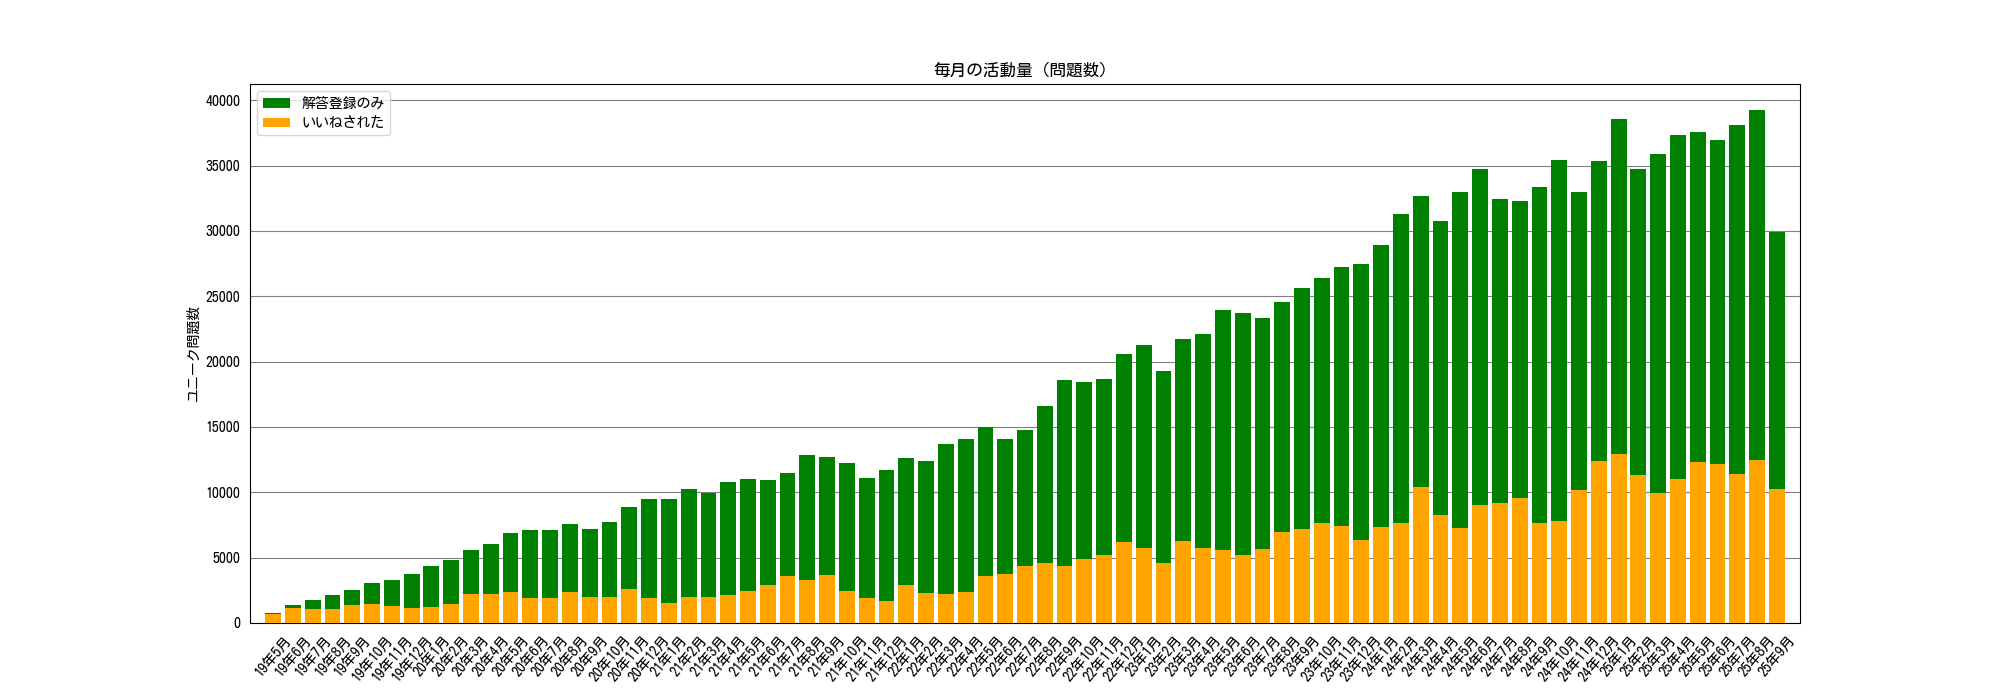 毎月の活動量（問題数）
解答登録のみ
いいねされた
ユニーク問題数
40000
35000
30000
25000
20000
15000
10000
5000
0
19年5月
19年6月
19年7月
19年8月
19年9月
19年10月
19年11月
19年12月
20年1月
20年2月
20年3月
20年4月
20年5月
20年6月
20年7月
20年8月
20年9月
20年10月
20年11月
20年12月
21年1月
21年2月
21年3月
21年4月
21年5月
21年6月
21年7月
21年8月
21年9月
21年10月
21年11月
21年12月
22年1月
22年2月
22年3月
22年4月
22年5月
22年6月
22年7月
22年8月
22年9月
22年10月
22年11月
22年12月
23年1月
23年2月
23年3月
23年4月
23年5月
23年6月
23年7月
23年8月
23年9月
23年10月
23年11月
23年12月
24年1月
24年2月
24年3月
24年4月
24年5月
24年6月
24年7月
24年8月
24年9月
24年10月
24年11月
24年12月
25年1月
25年2月
25年3月
25年4月
25年5月
25年6月
25年7月
25年8月
25年9月